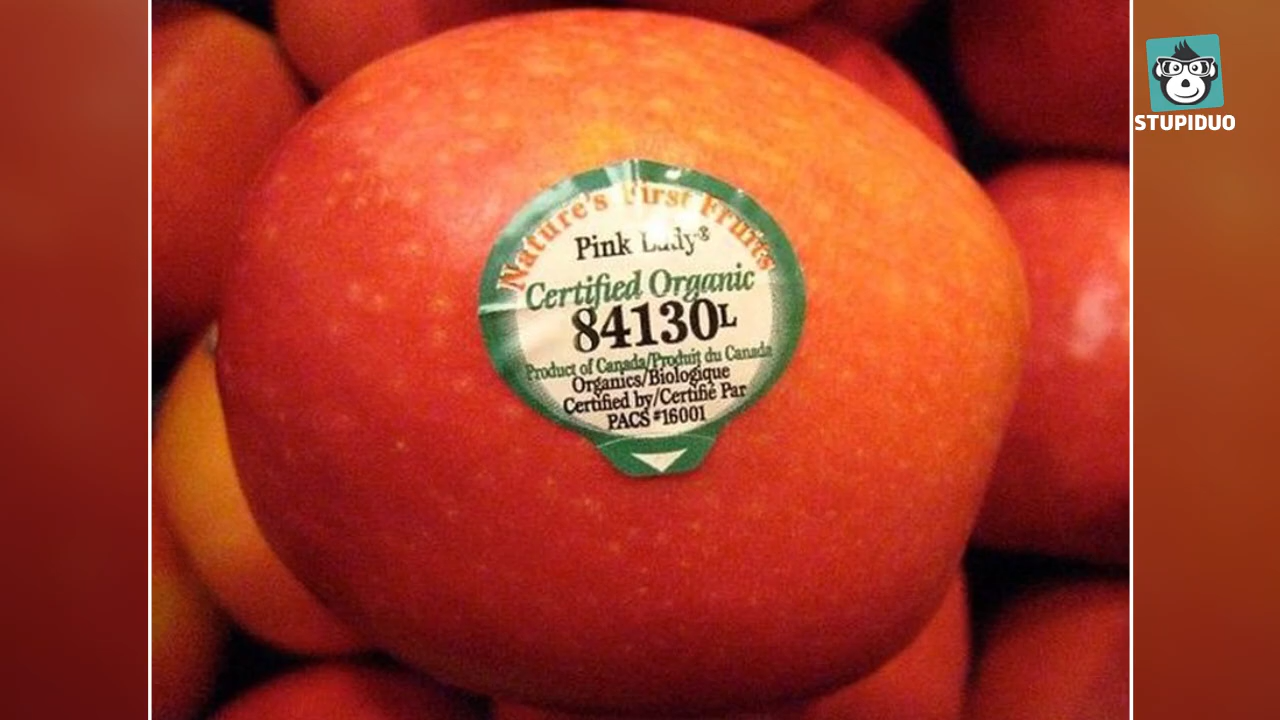 Nature's First Fruits
Pink Lady®
Certified Organic
84130L
Product of Canada/Produit du Canada
Organics/Biologique
Certified by/Certifié Par
PACS #16001
STUPIDUO